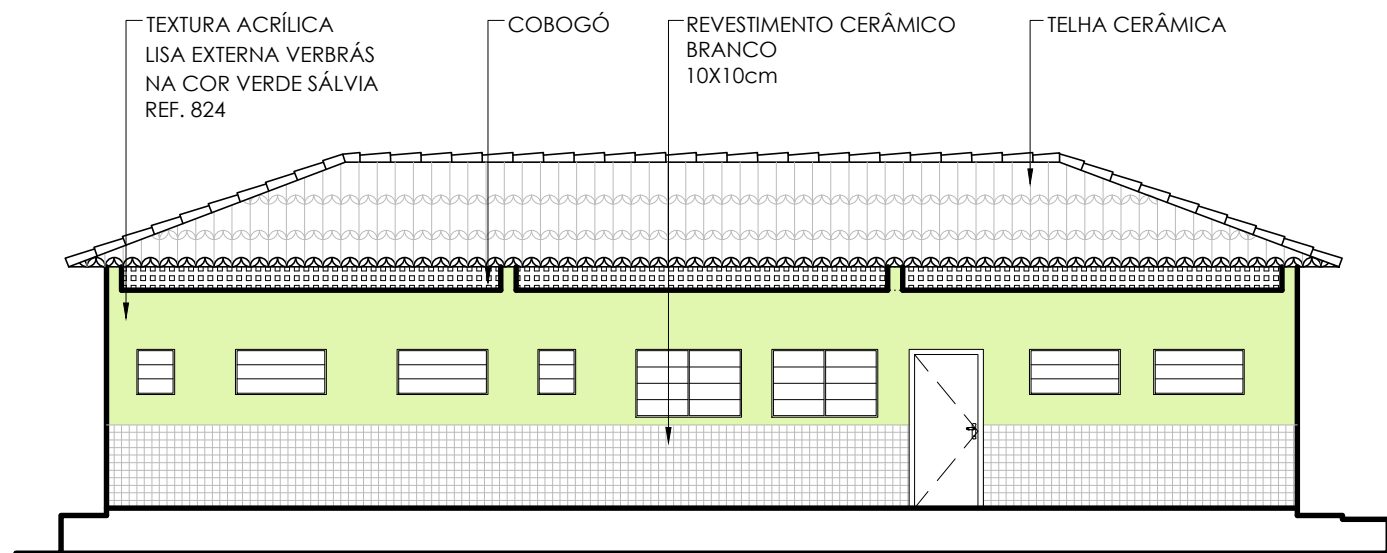 TEXTURA ACRÍLICA
LISA EXTERNA VERBRÁS
NA COR VERDE SÁLVIA
REF. 824
COBOGÓ
REVESTIMENTO CERÂMICO
BRANCO
10X10cm
TELHA CERÂMICA